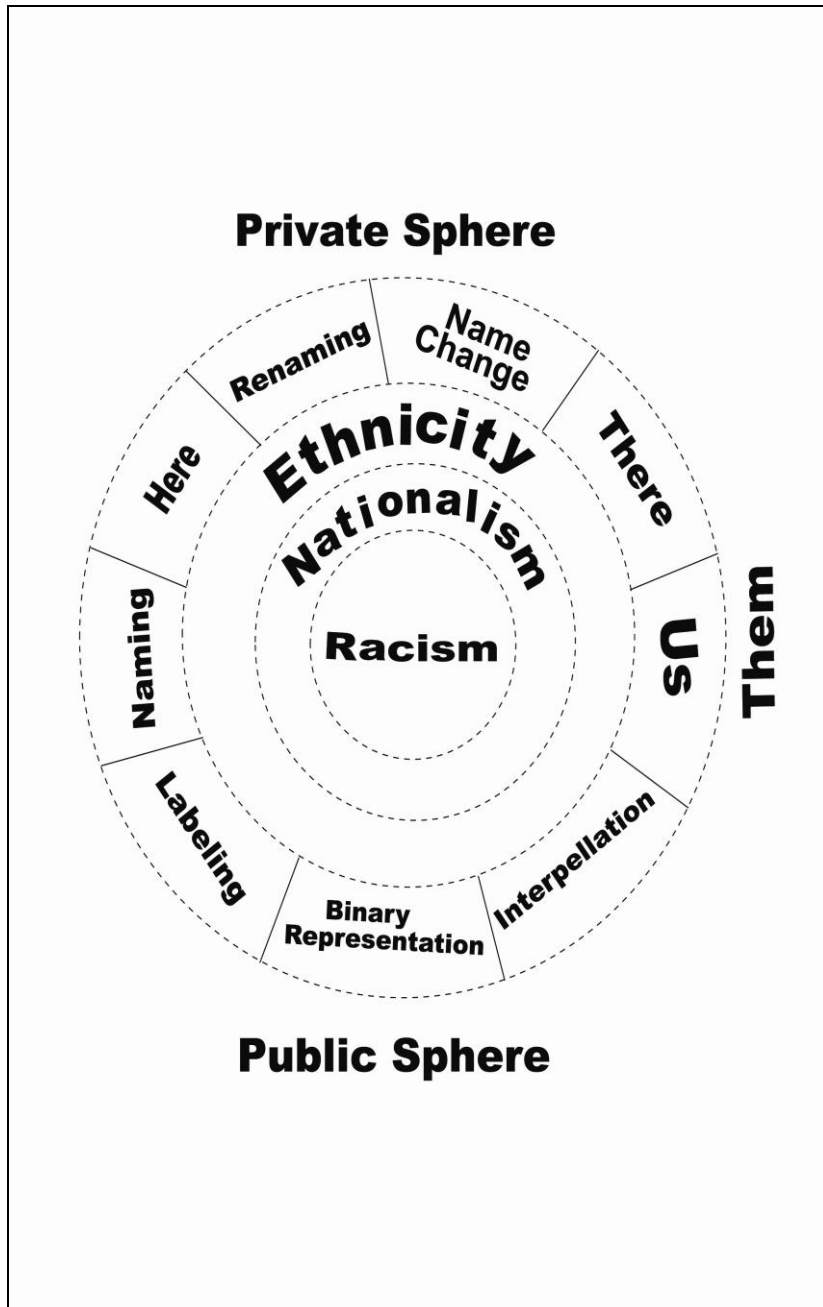 Private Sphere
Renaming
Name
Change
Here
There
Ethnicity
Nationalism
Racism
Naming
Us
Them
Labeling
Binary
Representation
Interpellation
Public Sphere